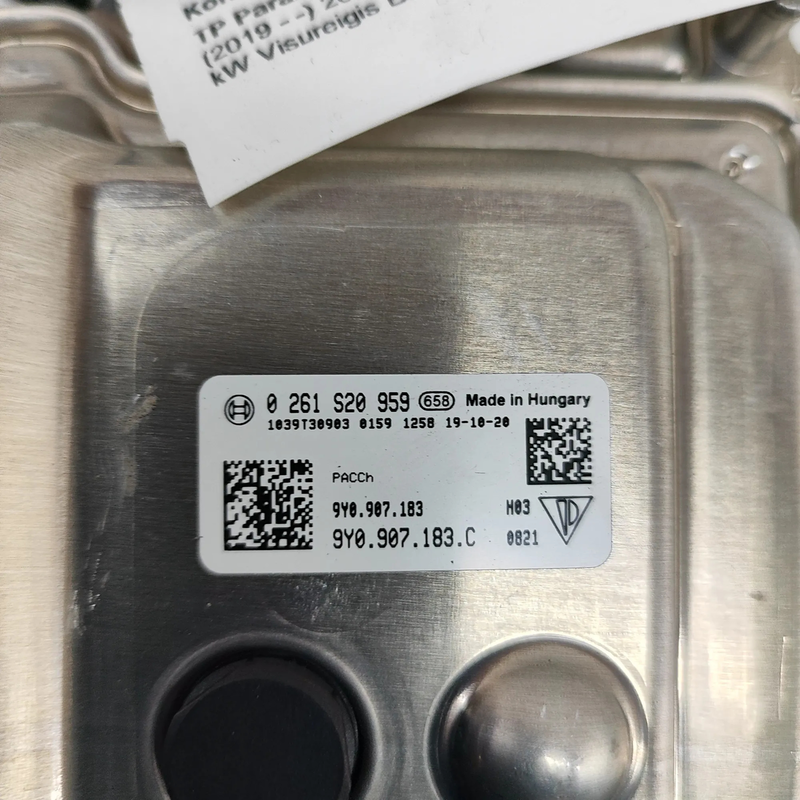 TP
(2019 - -)
kW Visureigis
0 261 S20 959 658 Made in Hungary
1039T30903 0159 1258 19-10-20
PACCh
9Y0.907.183 H03
9Y0.907.183.C 0821